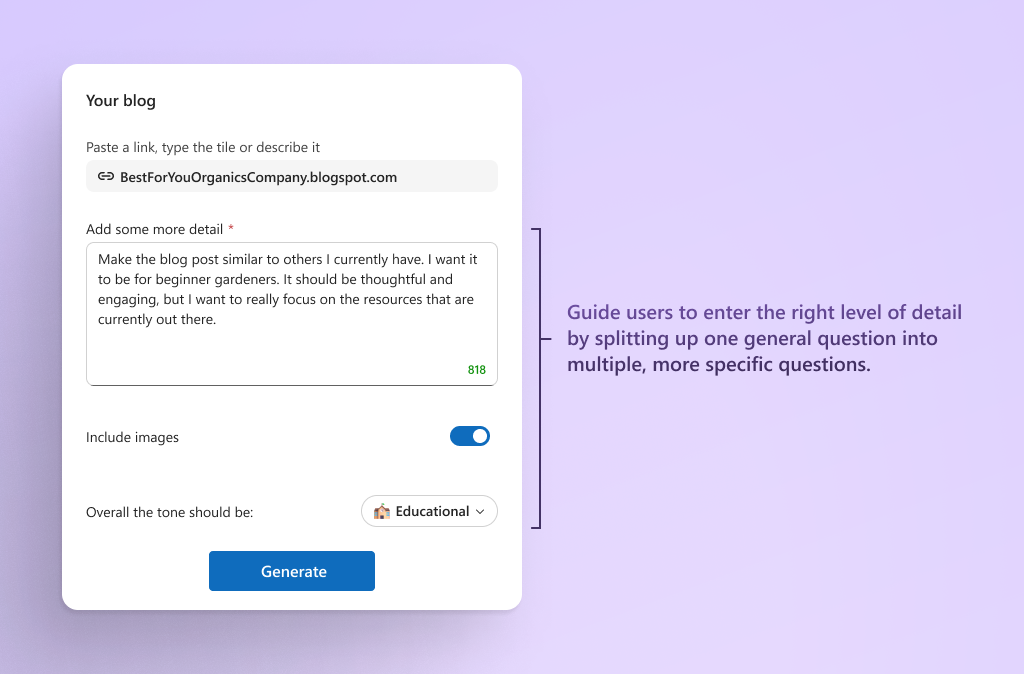 Your blog
Paste a link, type the tile or describe it
BestForYouOrganicsCompany.blogspot.com
Add some more detail *
Make the blog post similar to others I currently have. I want it
to be for beginner gardeners. It should be thoughtful and
engaging, but I want to really focus on the resources that are
currently out there.
818
Include images
Overall the tone should be:
Educational
Generate
Guide users to enter the right level of detail
by splitting up one general question into
multiple, more specific questions.